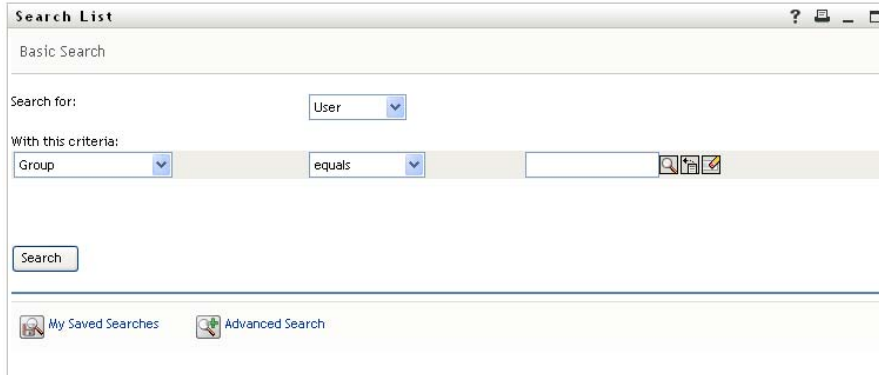 Search List
Basic Search
Search for:
User
With this criteria:
Group equals
Search
My Saved Searches Advanced Search